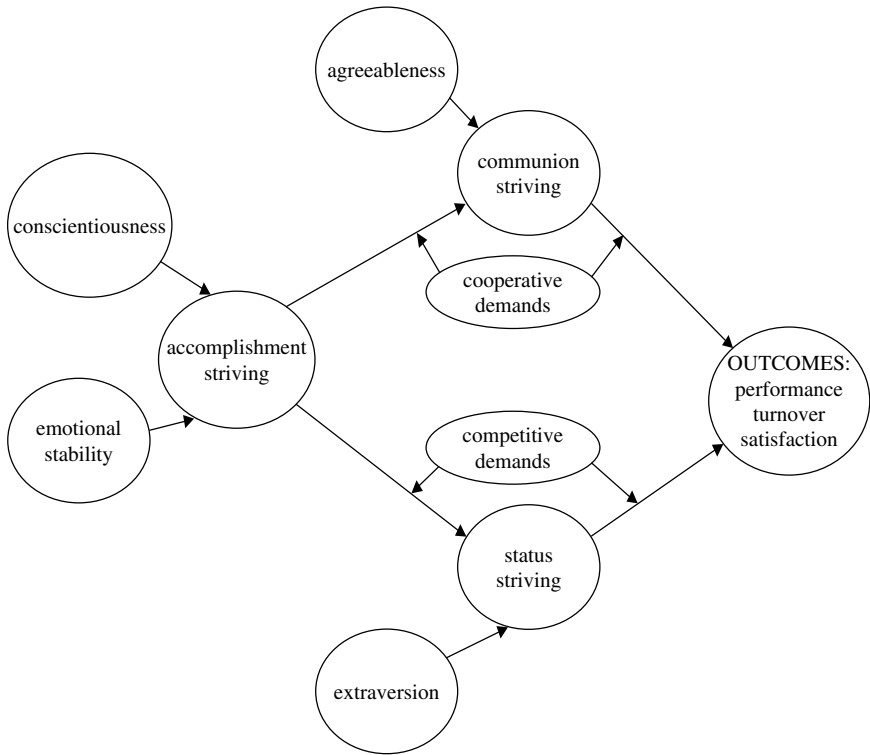 agreeableness
communion
striving
conscientiousness
cooperative
demands
accomplishment
striving
OUTCOMES:
performance
turnover
satisfaction
emotional
stability
competitive
demands
status
striving
extraversion